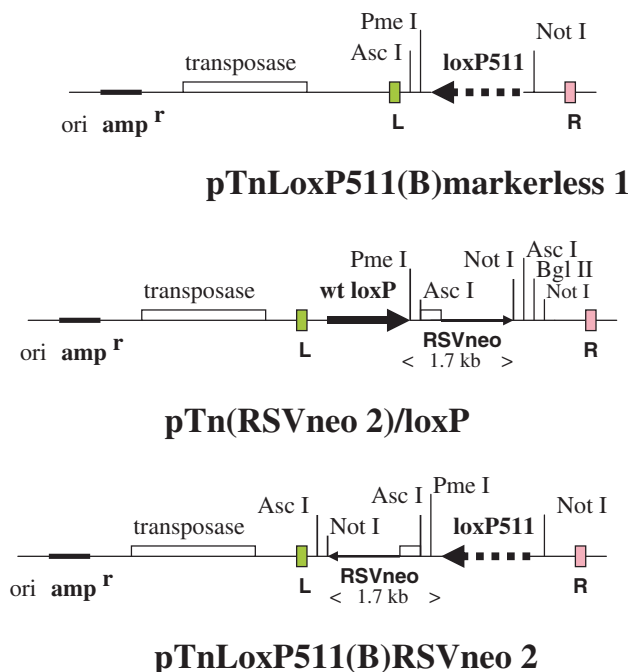 Pme I
Not I
Asc I
loxP511
transposase
ori amp r
L
R
pTnLoxP511(B)markerless 1
Asc I
Pme I
Not I
Bgl II
wt loxP
Asc I
Not I
transposase
RSVneo
L
R
< 1.7 kb >
ori amp r
pTn(RSVneo 2)/loxP
Asc I
Pme I
Asc I
Not I
transposase
Not I
loxP511
RSVneo
ori amp r
L
R
< 1.7 kb >
pTnLoxP511(B)RSVneo 2